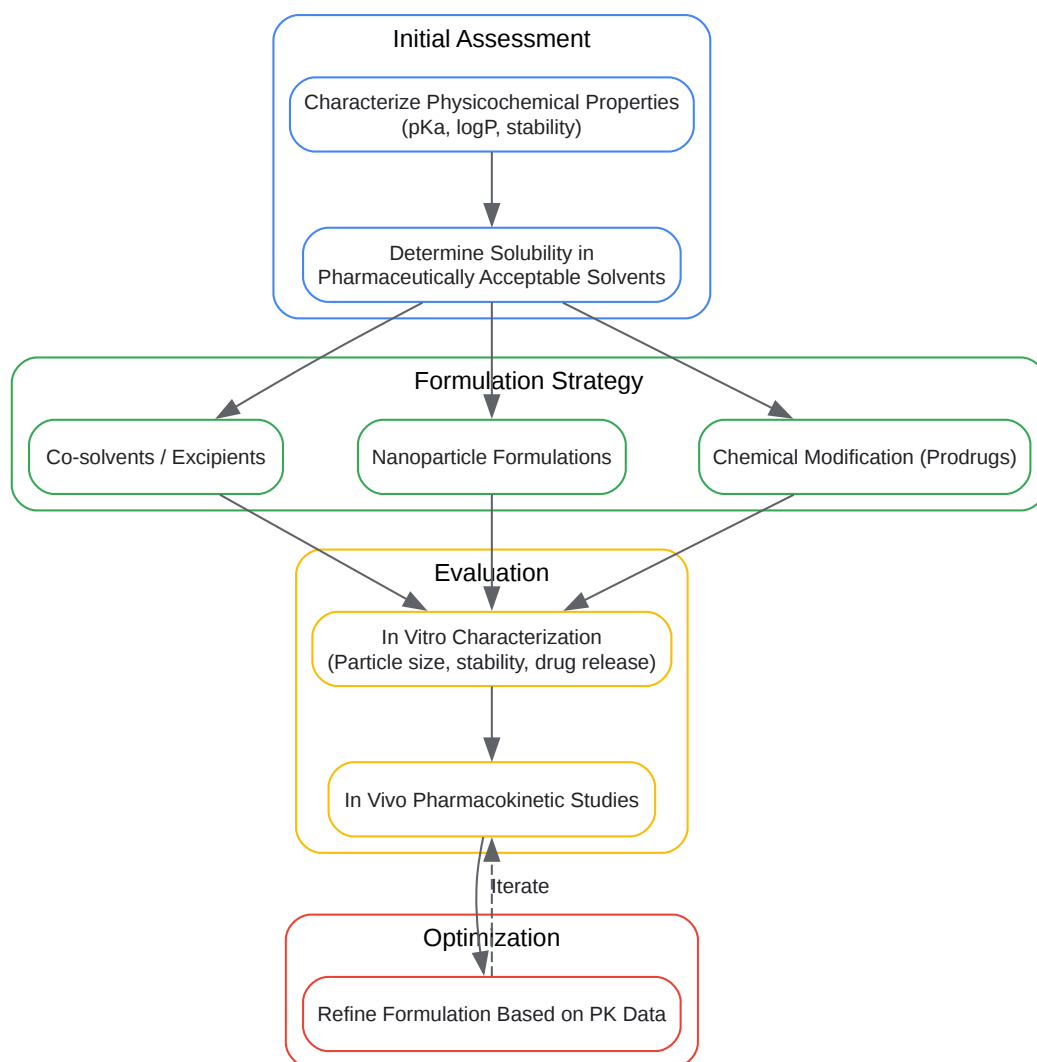 Initial Assessment
Characterize Physicochemical Properties
(pKa, logP, stability)
Determine Solubility in
Pharmaceutically Acceptable Solvents
Formulation Strategy
Co-solvents / Excipients
Nanoparticle Formulations
Chemical Modification (Prodrugs)
Evaluation
In Vitro Characterization
(Particle size, stability, drug release)
In Vivo Pharmacokinetic Studies
Iterate
Optimization
Refine Formulation Based on PK Data